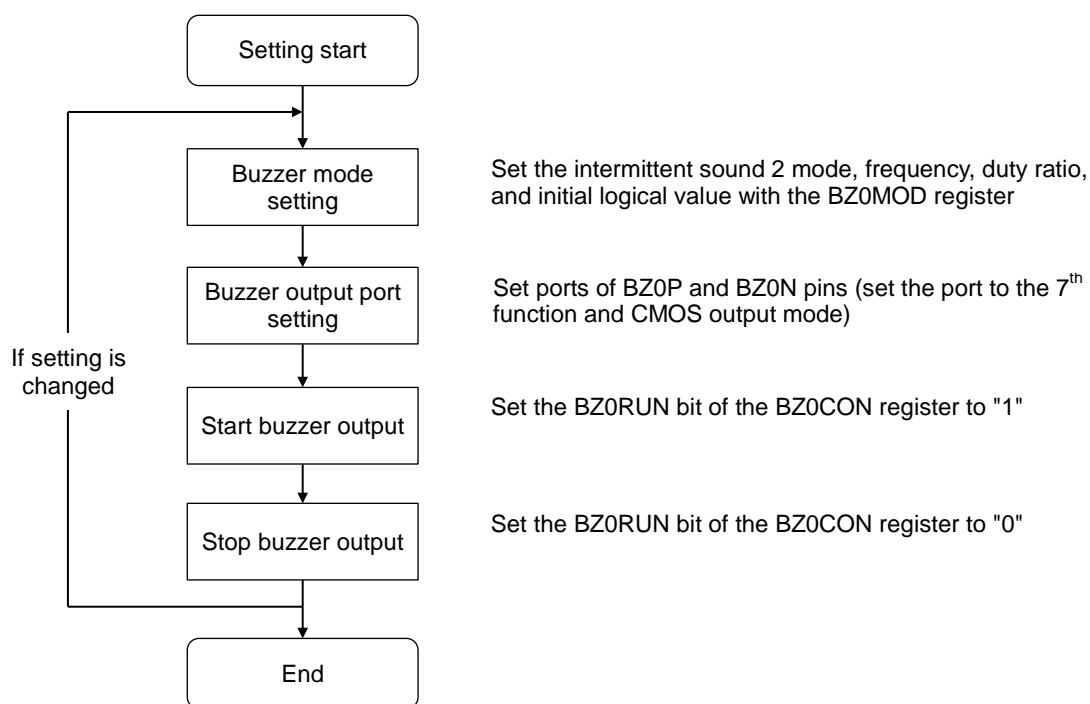 Setting start
Buzzer mode
setting
Set the intermittent sound 2 mode, frequency, duty ratio,
and initial logical value with the BZ0MOD register
Buzzer output port
setting
Set ports of BZ0P and BZ0N pins (set the port to the 7th
function and CMOS output mode)
If setting is
changed
Start buzzer output
Set the BZ0RUN bit of the BZ0CON register to "1"
Stop buzzer output
Set the BZ0RUN bit of the BZ0CON register to "0"
End